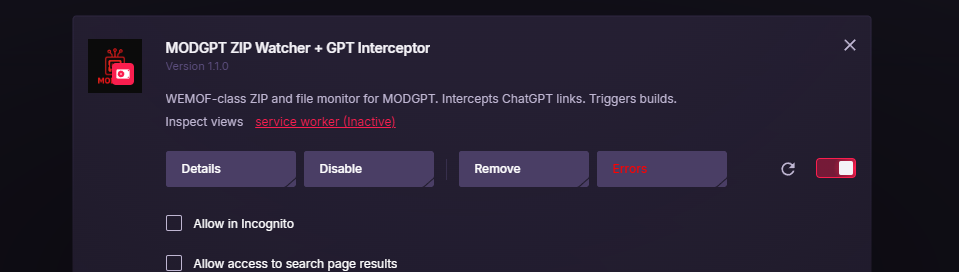 MODGPT ZIP Watcher + GPT Interceptor
Version 1.1.0
WEMOF-class ZIP and file monitor for MODGPT. Intercepts ChatGPT links. Triggers builds.
Inspect views service worker (Inactive)
Details Disable Remove Errors
Allow in Incognito
Allow access to search page results